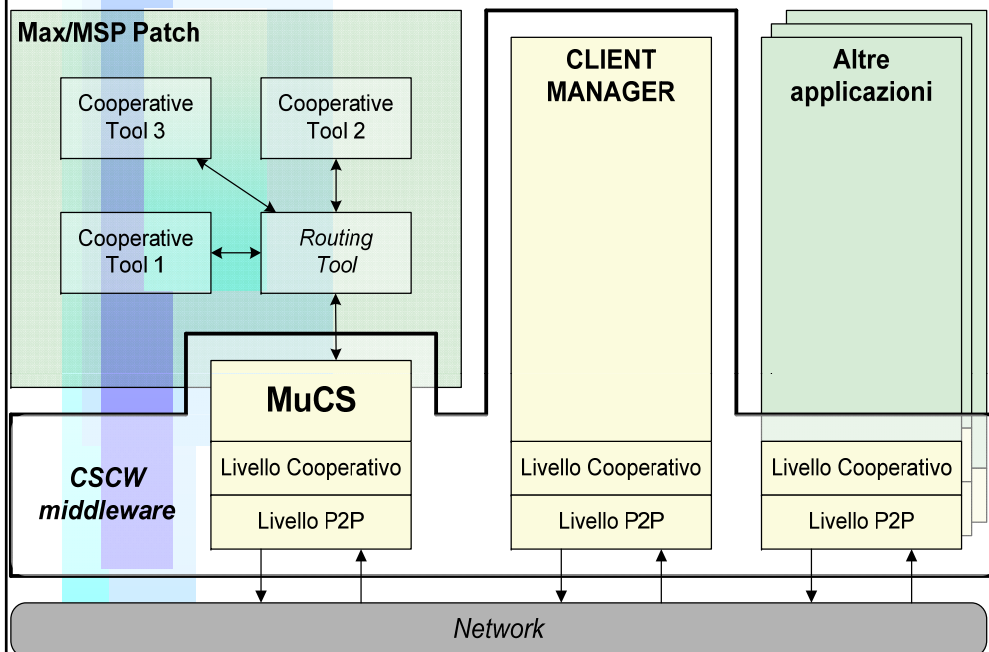 Max/MSP Patch
Cooperative
Tool 3
Cooperative
Tool 2
Cooperative
Tool 1
Routing
Tool
CLIENT
MANAGER
Altre
applicazioni
MuCS
Livello Cooperativo
Livello P2P
Livello Cooperativo
Livello P2P
Livello Cooperativo
Livello P2P
CSCW
middleware
Network